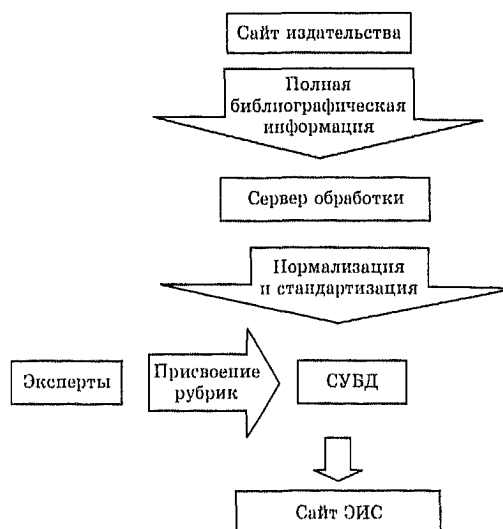 Сайт издательства
Полная
библиографическая
информация
Сервер обработки
Нормализация
и стандартизация
Эксперты
Присвоение
рубрик
СУБД
Сайт ЭИС